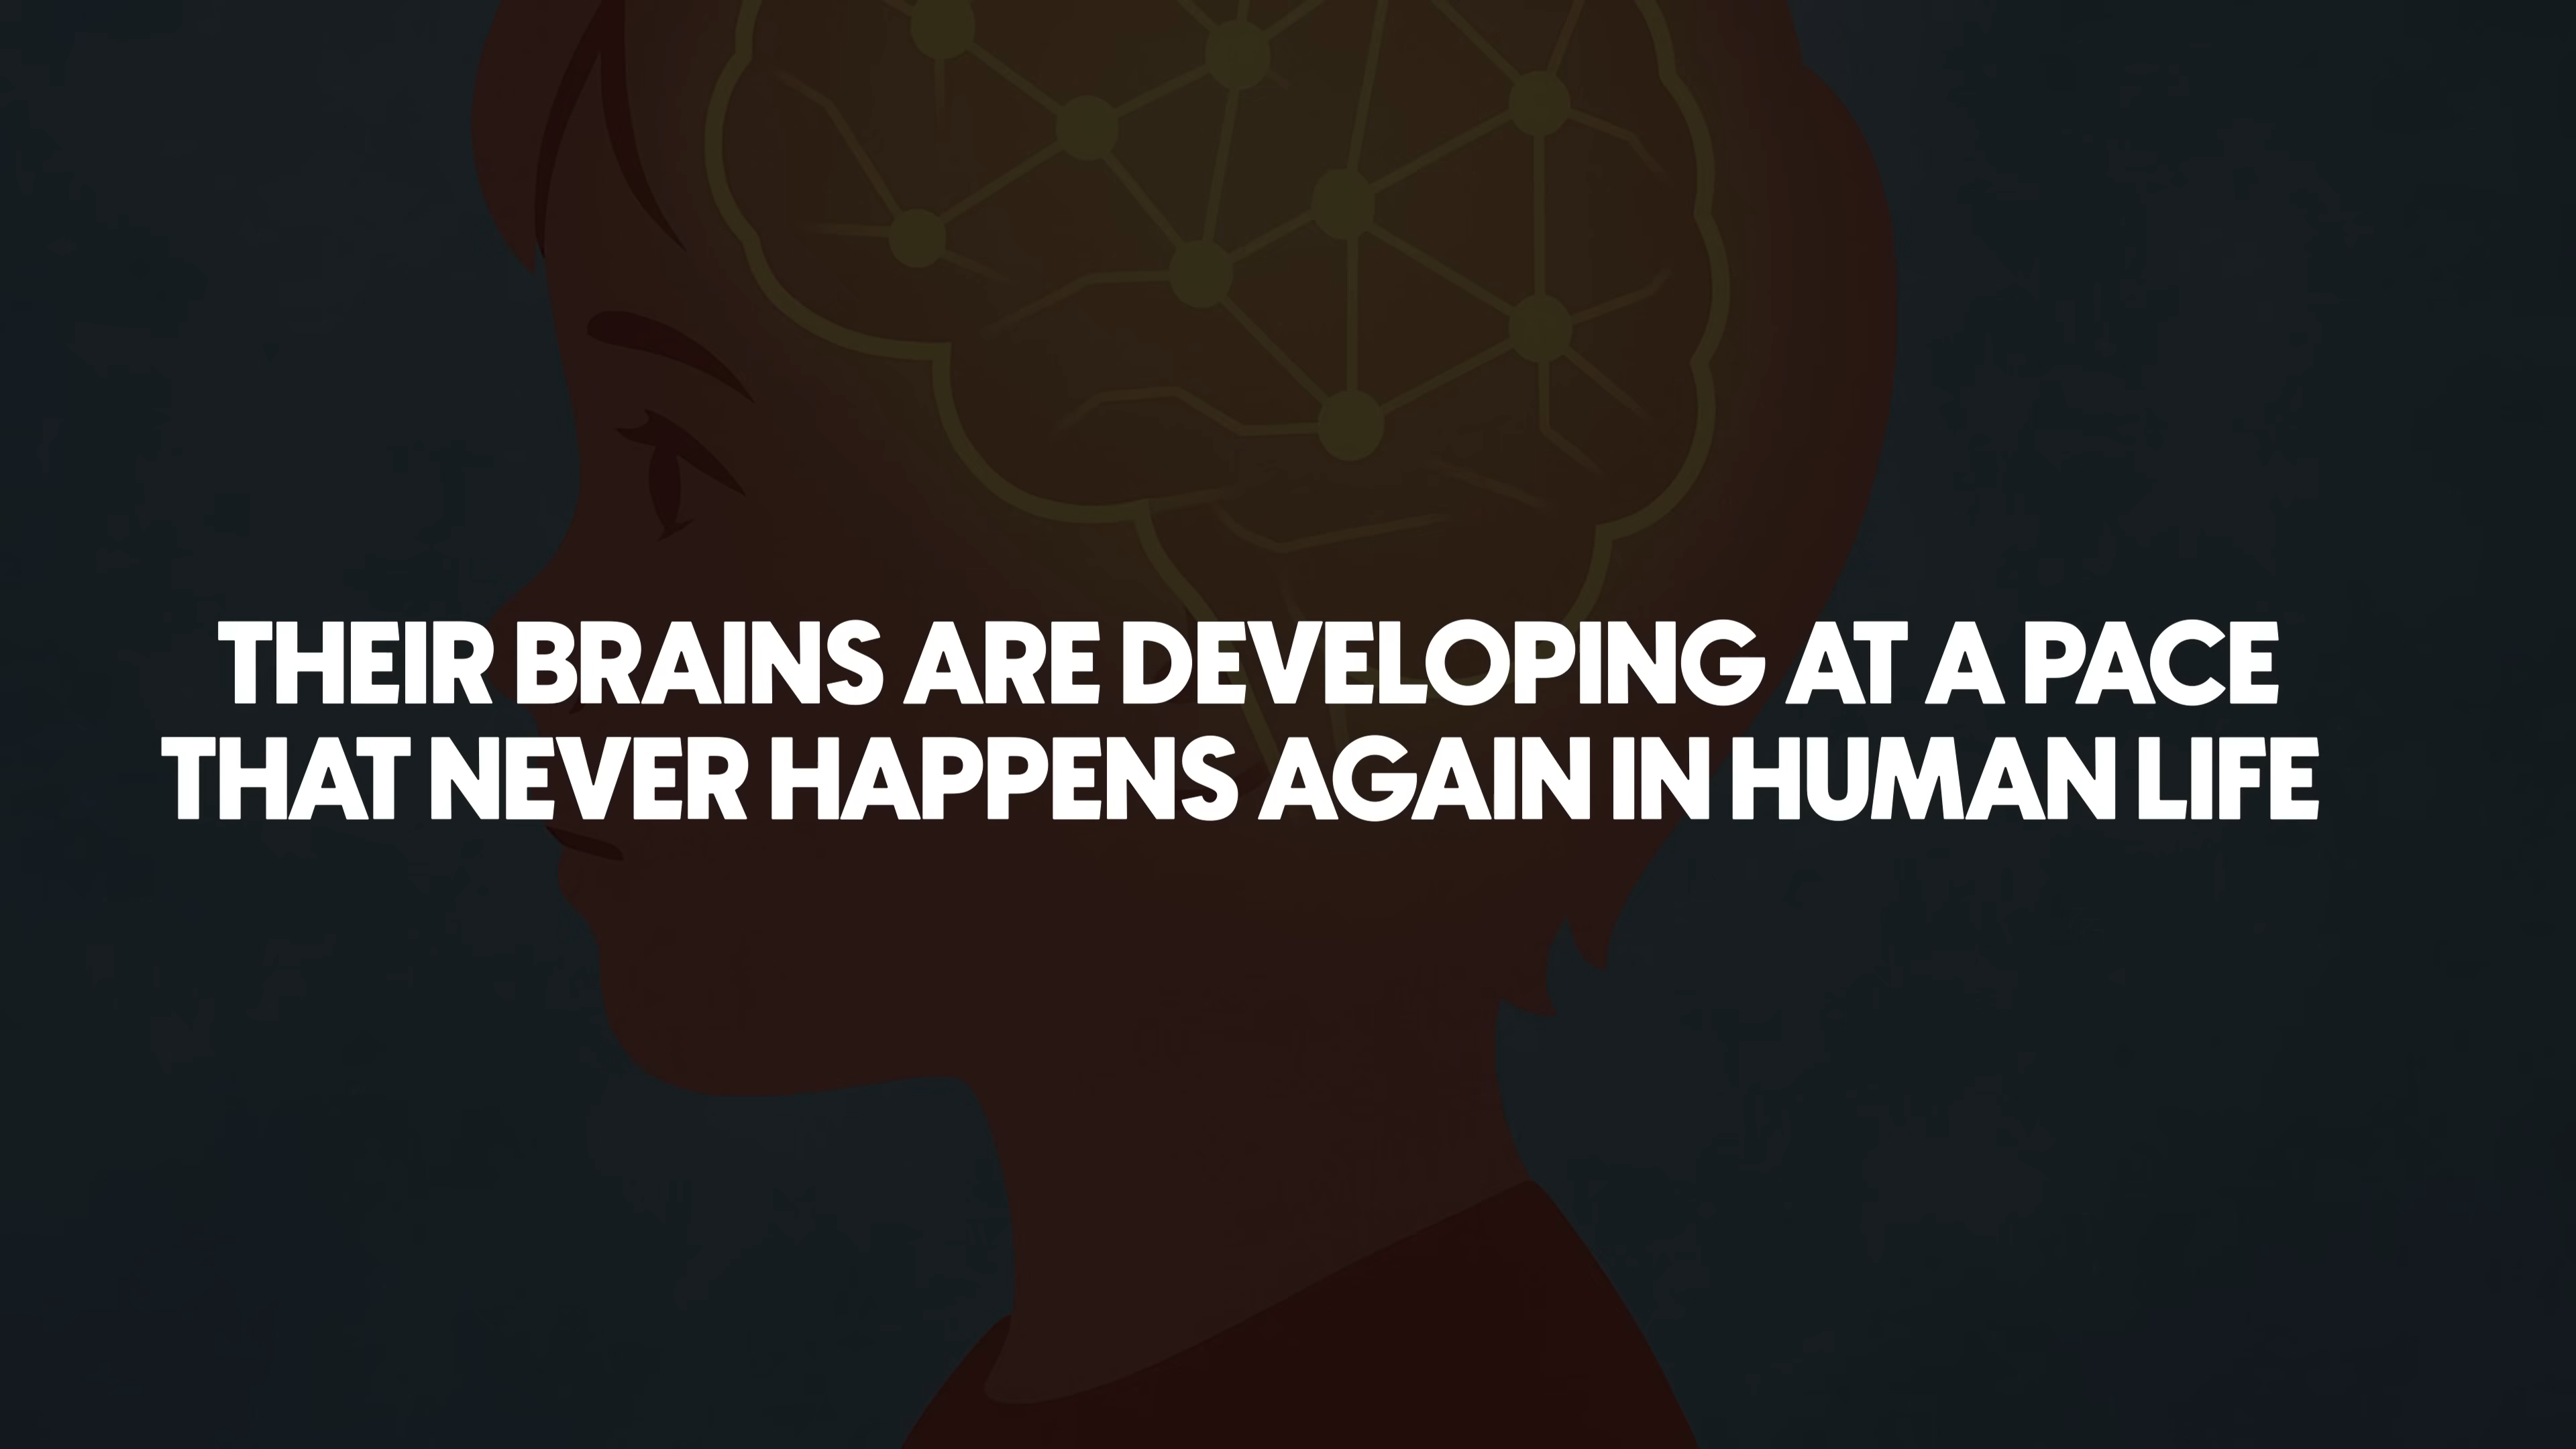 THEIR BRAINS ARE DEVELOPING AT A PACE
THAT NEVER HAPPENS AGAIN IN HUMAN LIFE